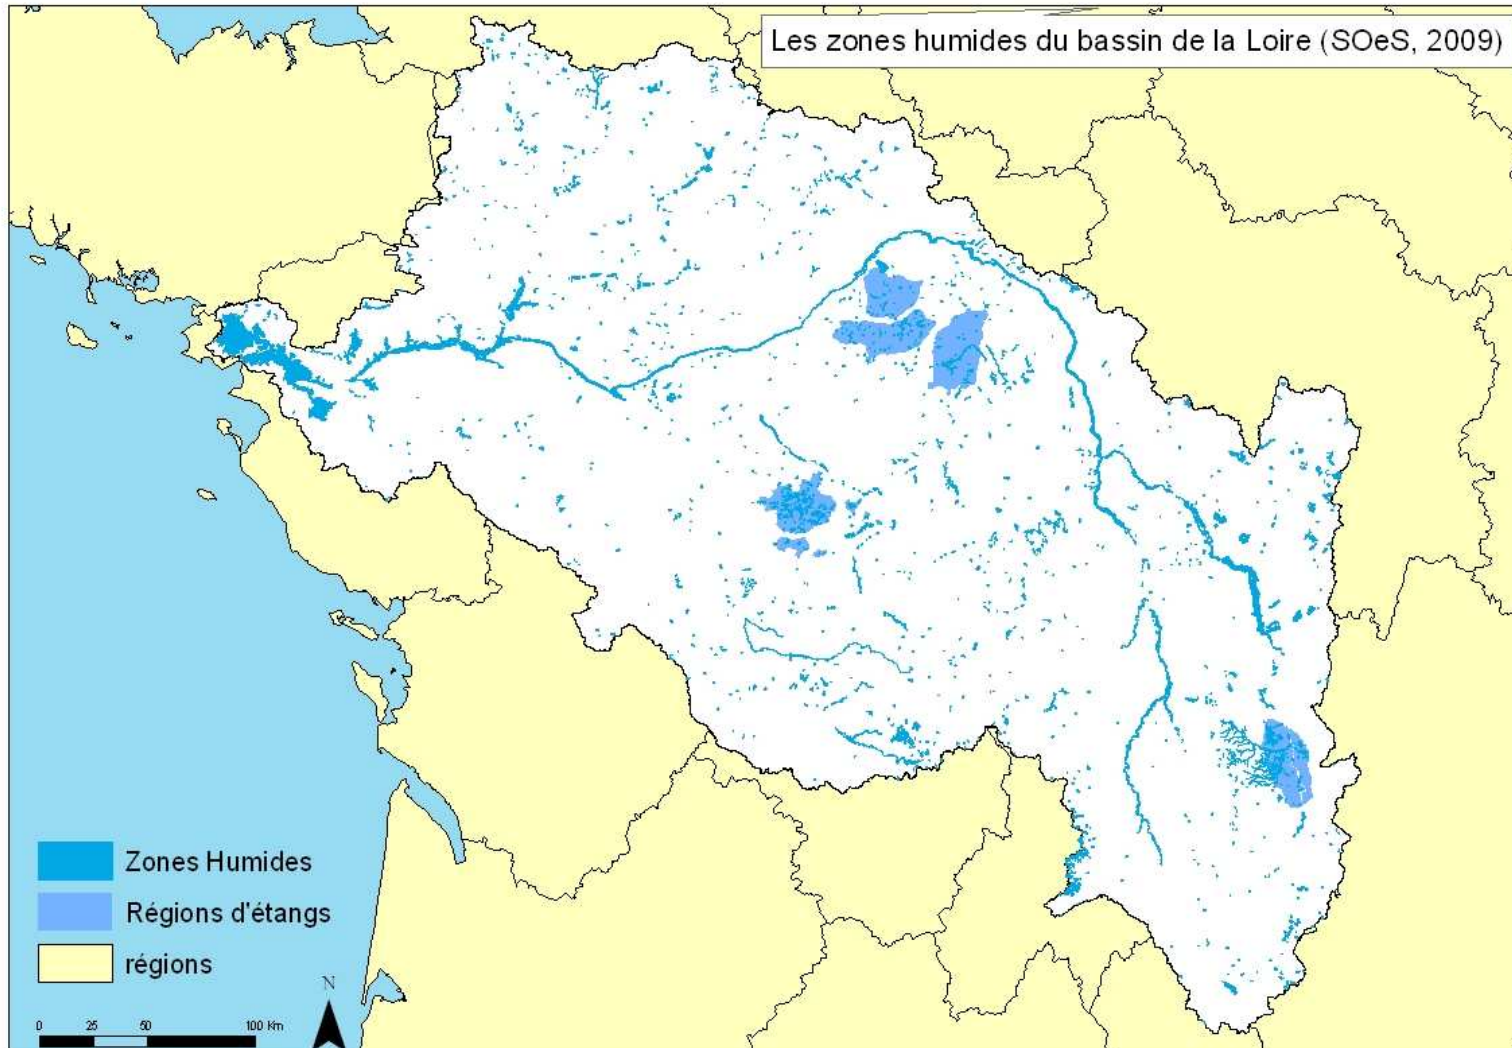 Les zones humides du bassin de la Loire (SOeS, 2009)
Zones Humides
Régions d'étangs
régions
N
0 25 50 100 Km